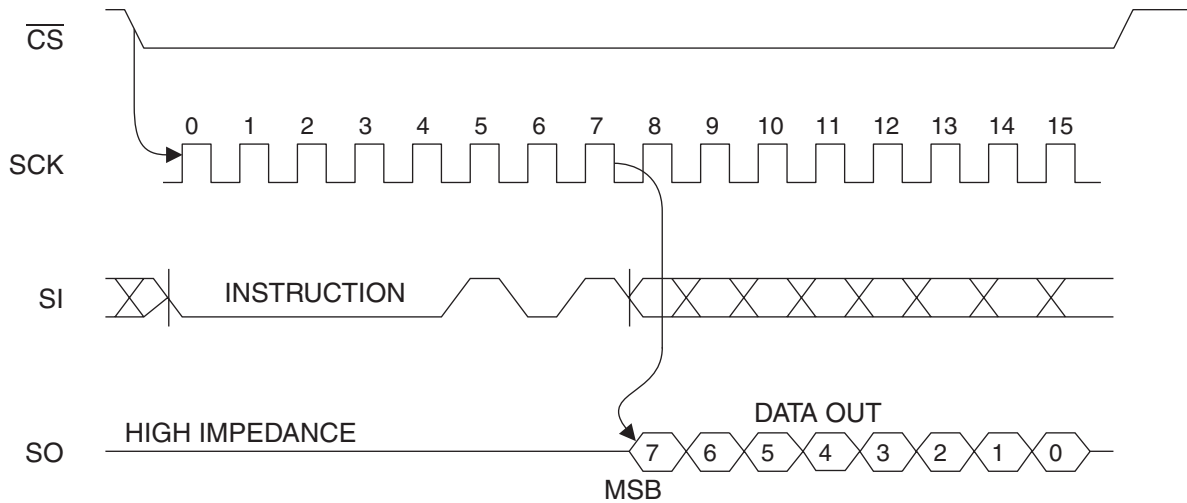 CS
0 1 2 3 4 5 6 7 8 9 10 11 12 13 14 15
SCK
SI
INSTRUCTION
DATA OUT
HIGH IMPEDANCE
SO
7 6 5 4 3 2 1 0
MSB